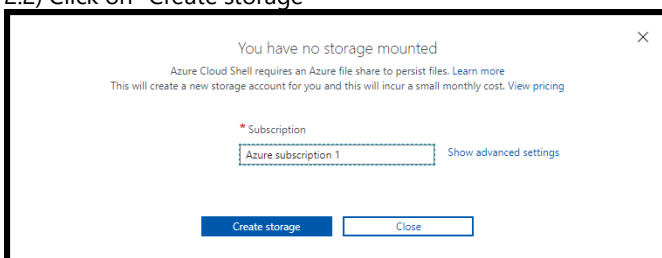 2.2) Click on "Create storage"
You have no storage mounted
Azure Cloud Shell requires an Azure file share to persist files. Learn more
This will create a new storage account for you and this will incur a small monthly cost. View pricing
* Subscription
Azure subscription 1 Show advanced settings
Create storage Close